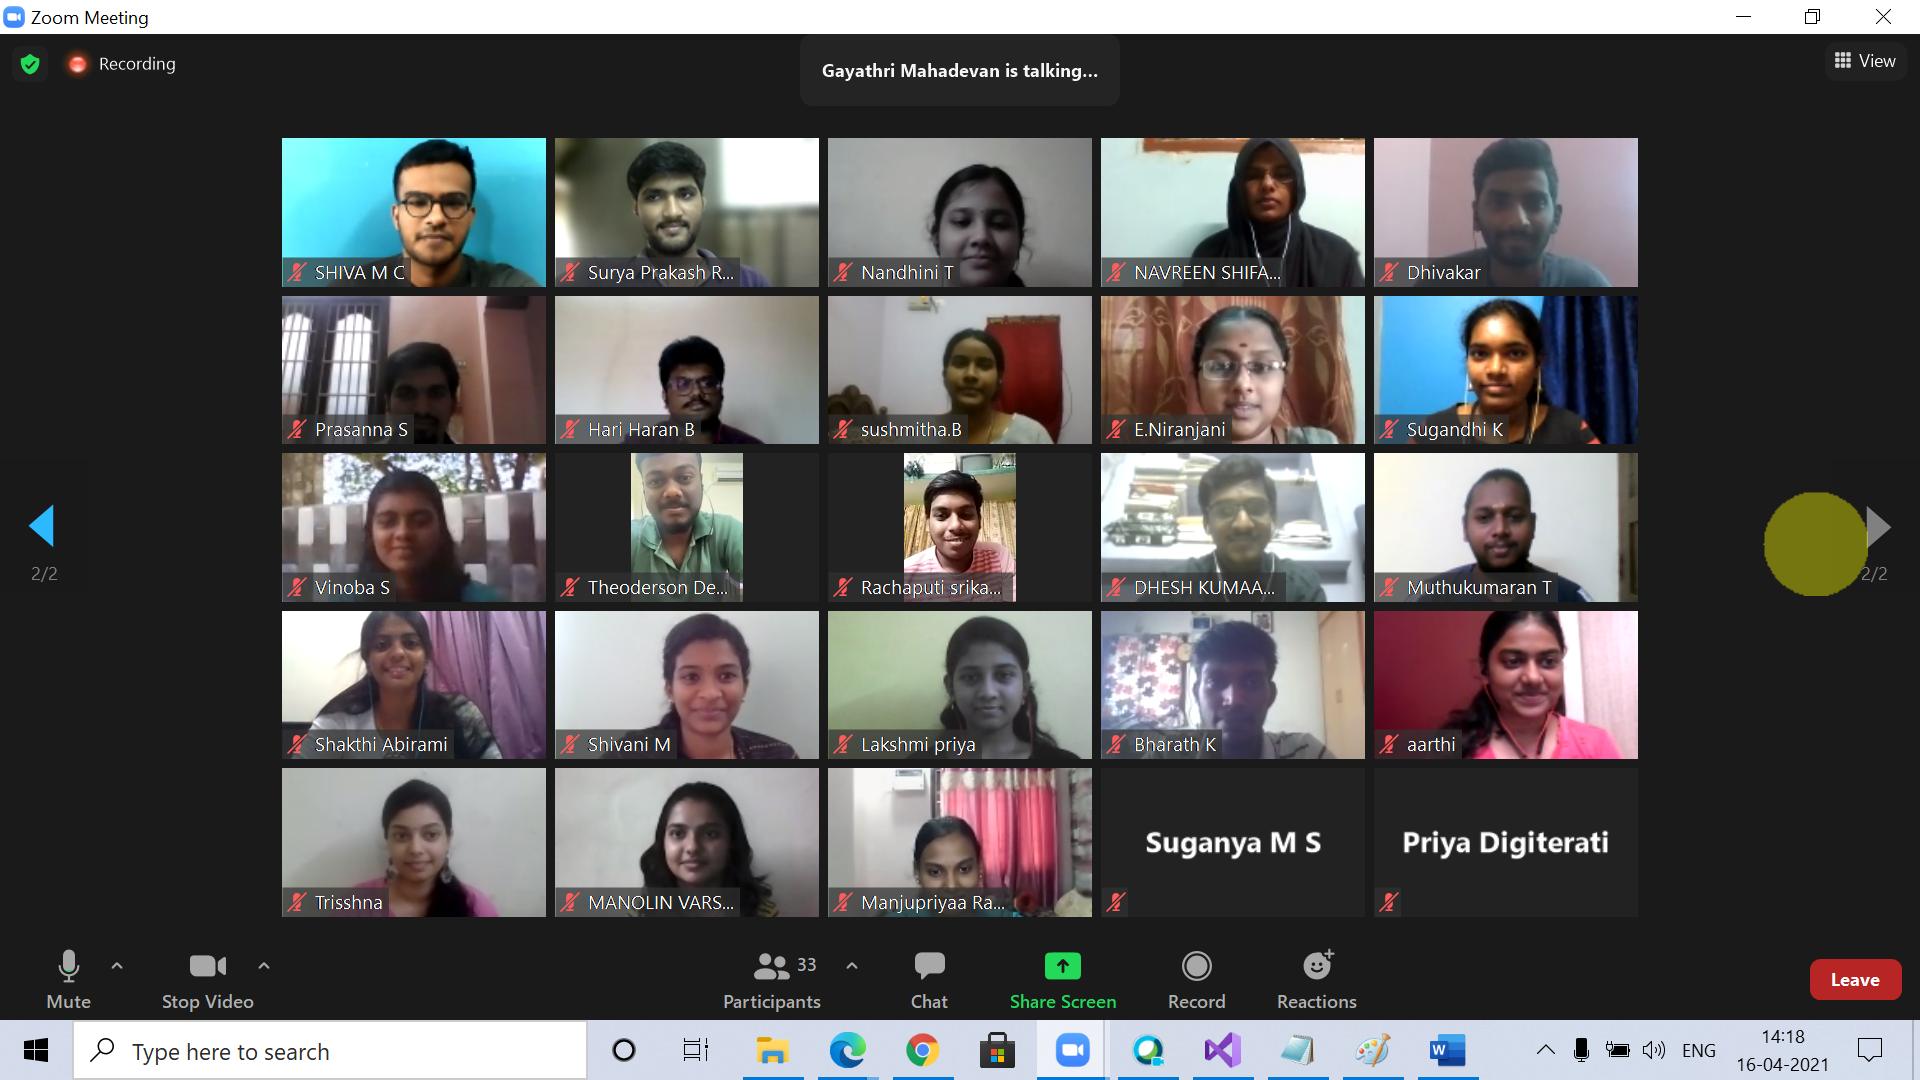 Zoom Meeting
Recording
Gayathri Mahadevan is talking...
View
SHIVA M C
Surya Prakash R...
Nandhini T
NAVREEN SHIFA...
Dhivakar
Prasanna S
Hari Haran B
sushmitha.B
E.Niranjani
Sugandhi K
2/2
2/2
Vinoba S
Theoderson De...
Rachaputi srika...
DHESH KUMAA...
Muthukumaran T
Shakthi Abirami
Shivani M
Lakshmi priya
Bharath K
aarthi
Trisshna
MANOLIN VARS...
Manjupriyaa Ra...
Suganya M S
Priya Digiterati
33
Mute
Stop Video
Participants
Chat
Share Screen
Record
Reactions
Leave
Type here to search
W
ENG
14:18
16-04-2021